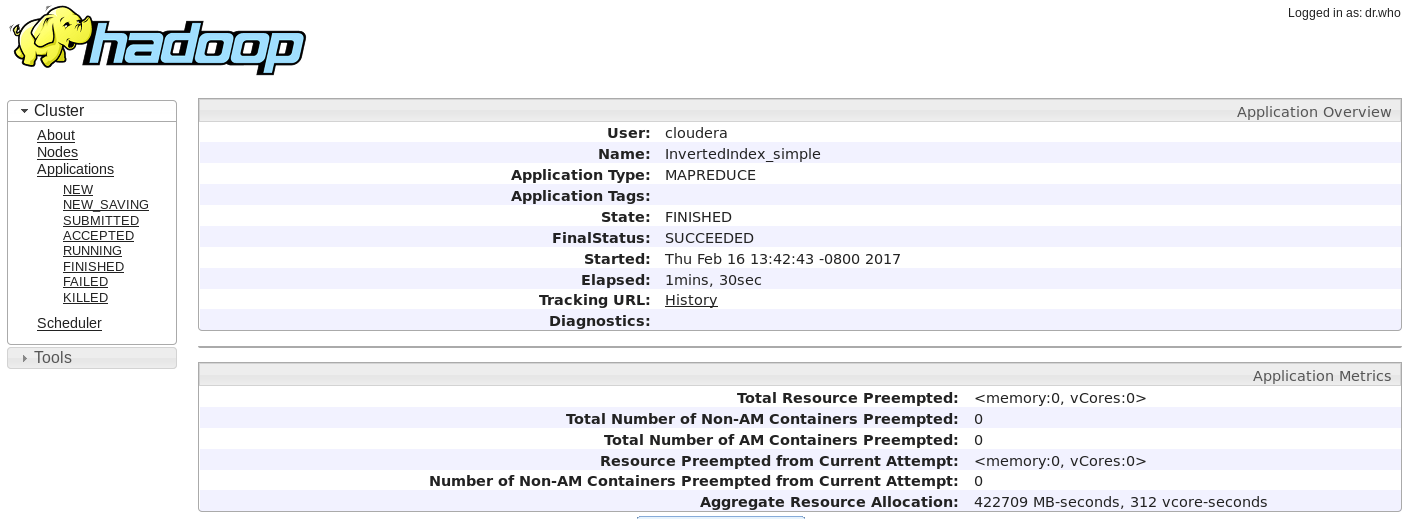 Logged in as: dr.who
hadoop
Cluster
About
Nodes
Applications
NEW
NEW_SAVING
SUBMITTED
ACCEPTED
RUNNING
FINISHED
FAILED
KILLED
Scheduler
Tools
Application Overview
User: cloudera
Name: InvertedIndex_simple
Application Type: MAPREDUCE
Application Tags:
State: FINISHED
FinalStatus: SUCCEEDED
Started: Thu Feb 16 13:42:43 -0800 2017
Elapsed: 1mins, 30sec
Tracking URL: History
Diagnostics:
Application Metrics
Total Resource Preempted: <memory:0, vCores:0>
Total Number of Non-AM Containers Preempted: 0
Total Number of AM Containers Preempted: 0
Resource Preempted from Current Attempt: <memory:0, vCores:0>
Number of Non-AM Containers Preempted from Current Attempt: 0
Aggregate Resource Allocation: 422709 MB-seconds, 312 vcore-seconds